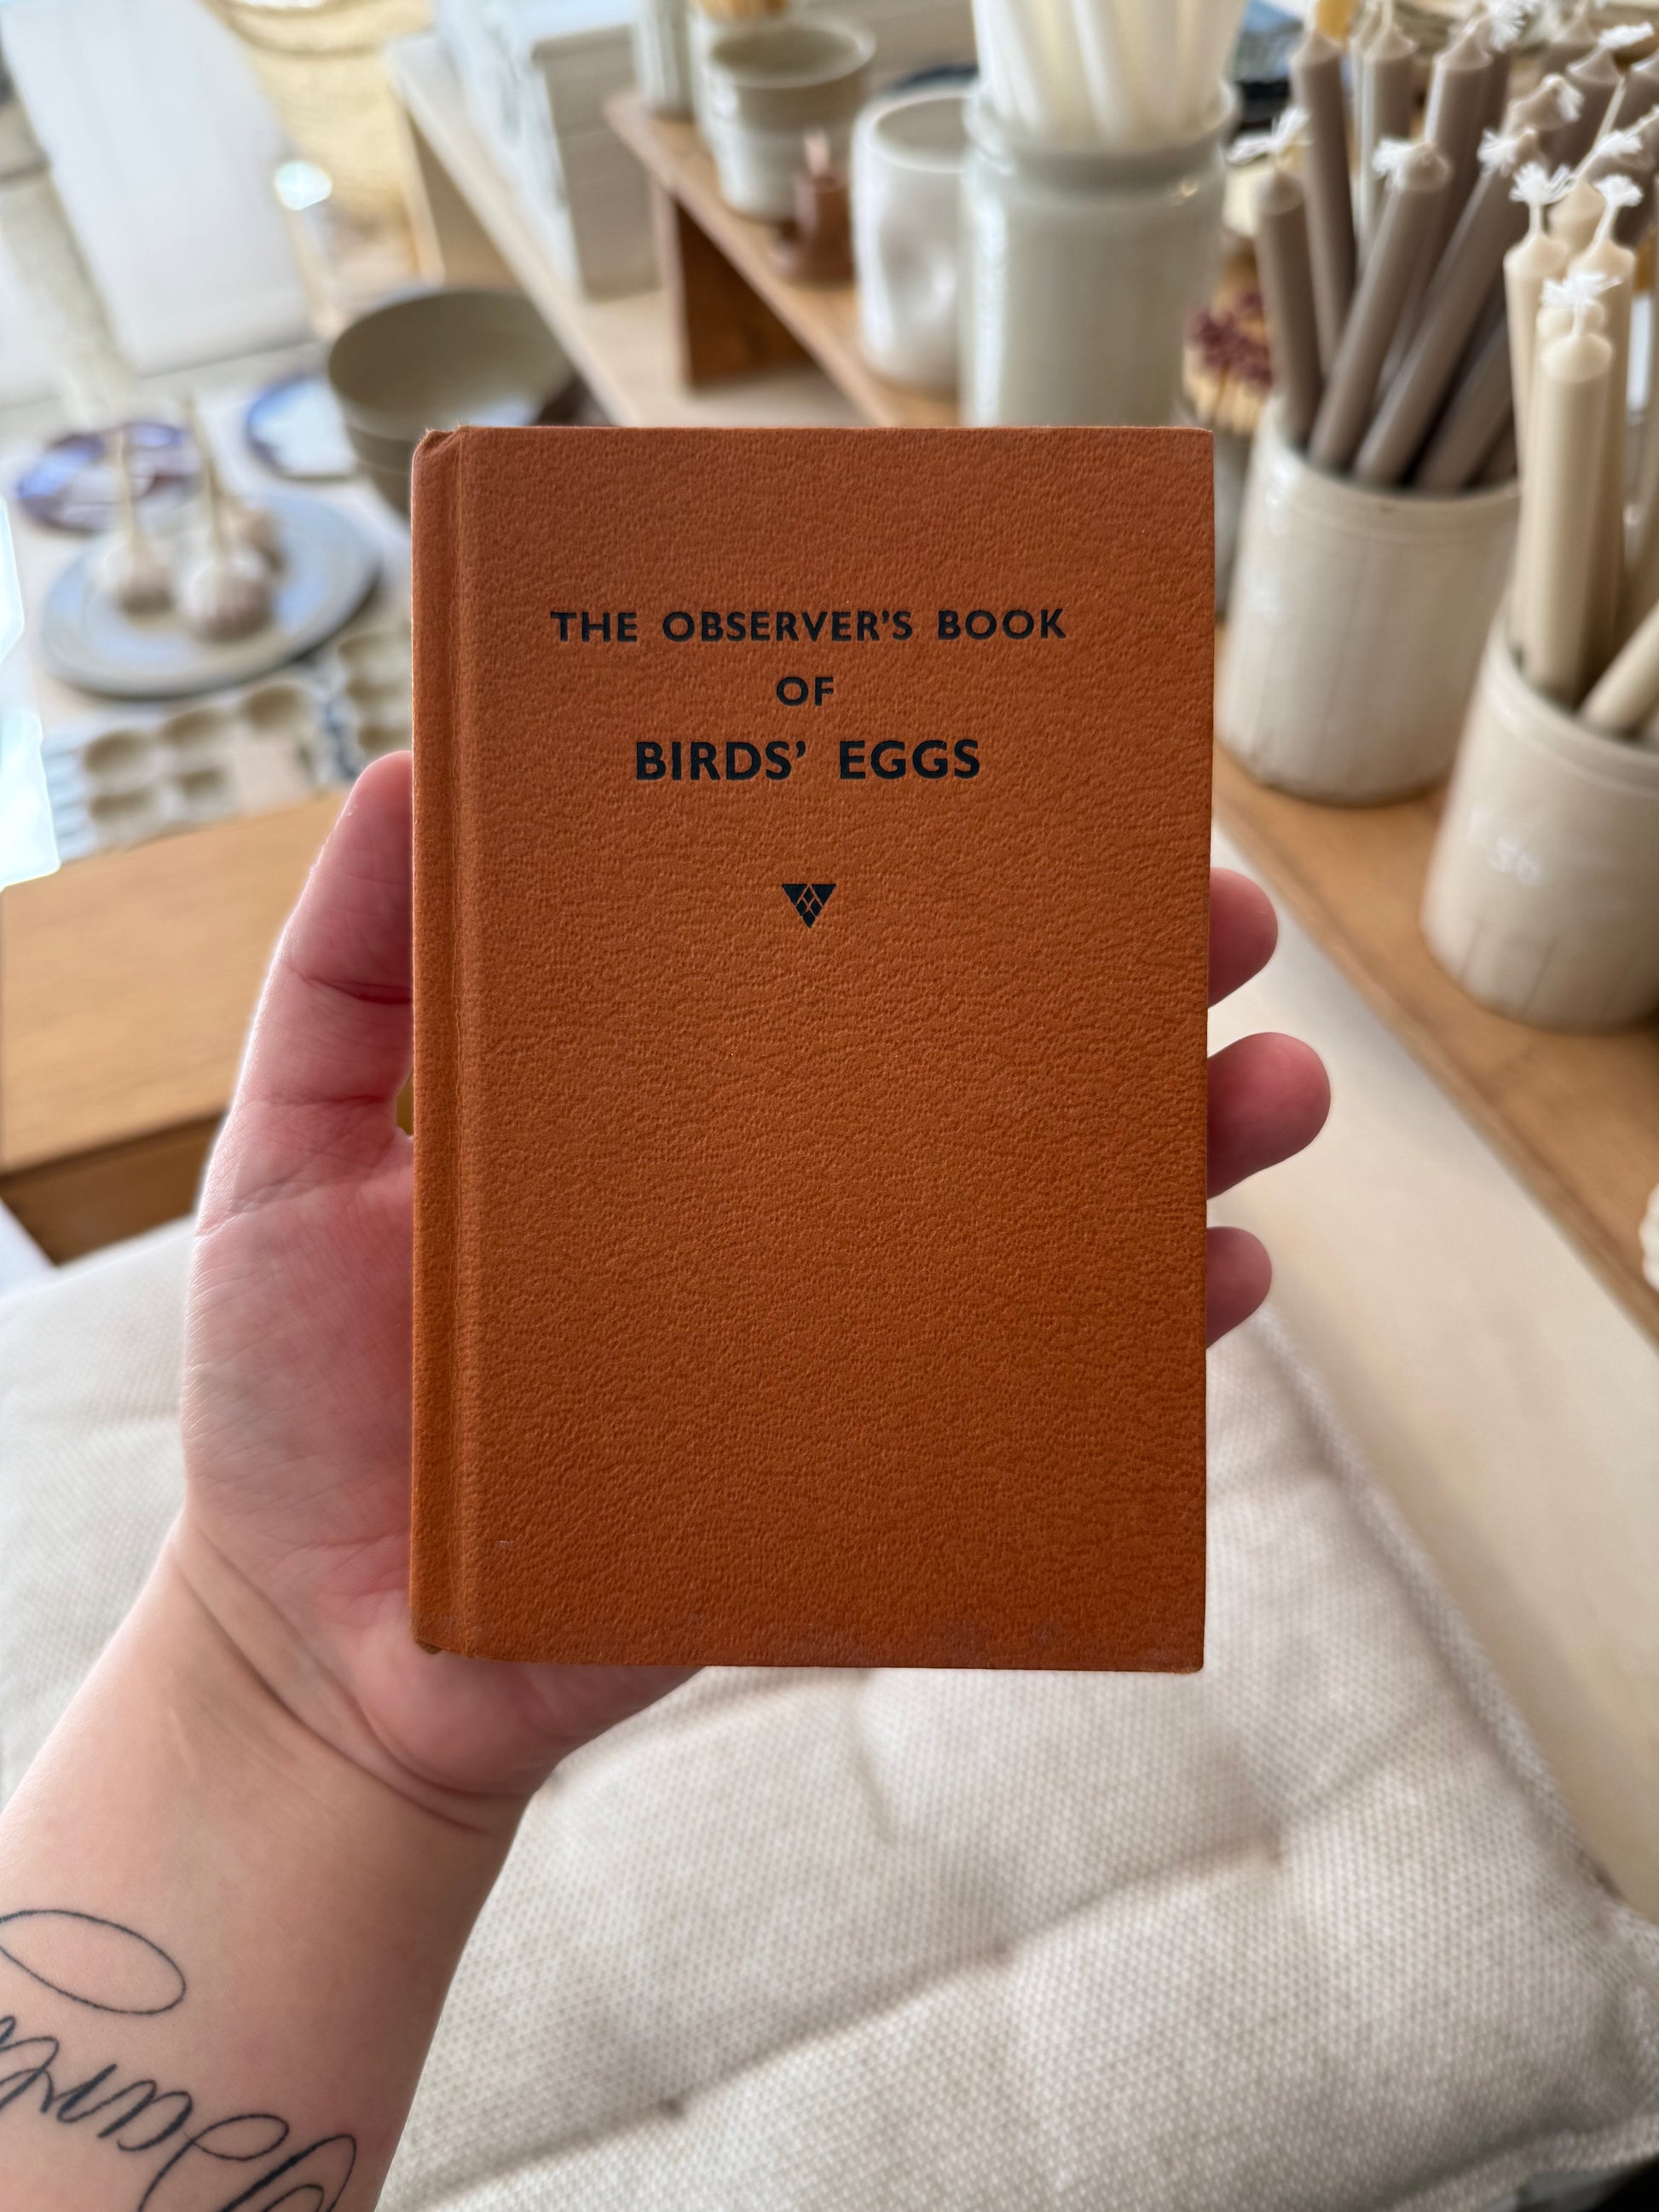 THE OBSERVER'S BOOK
OF
BIRDS' EGGS